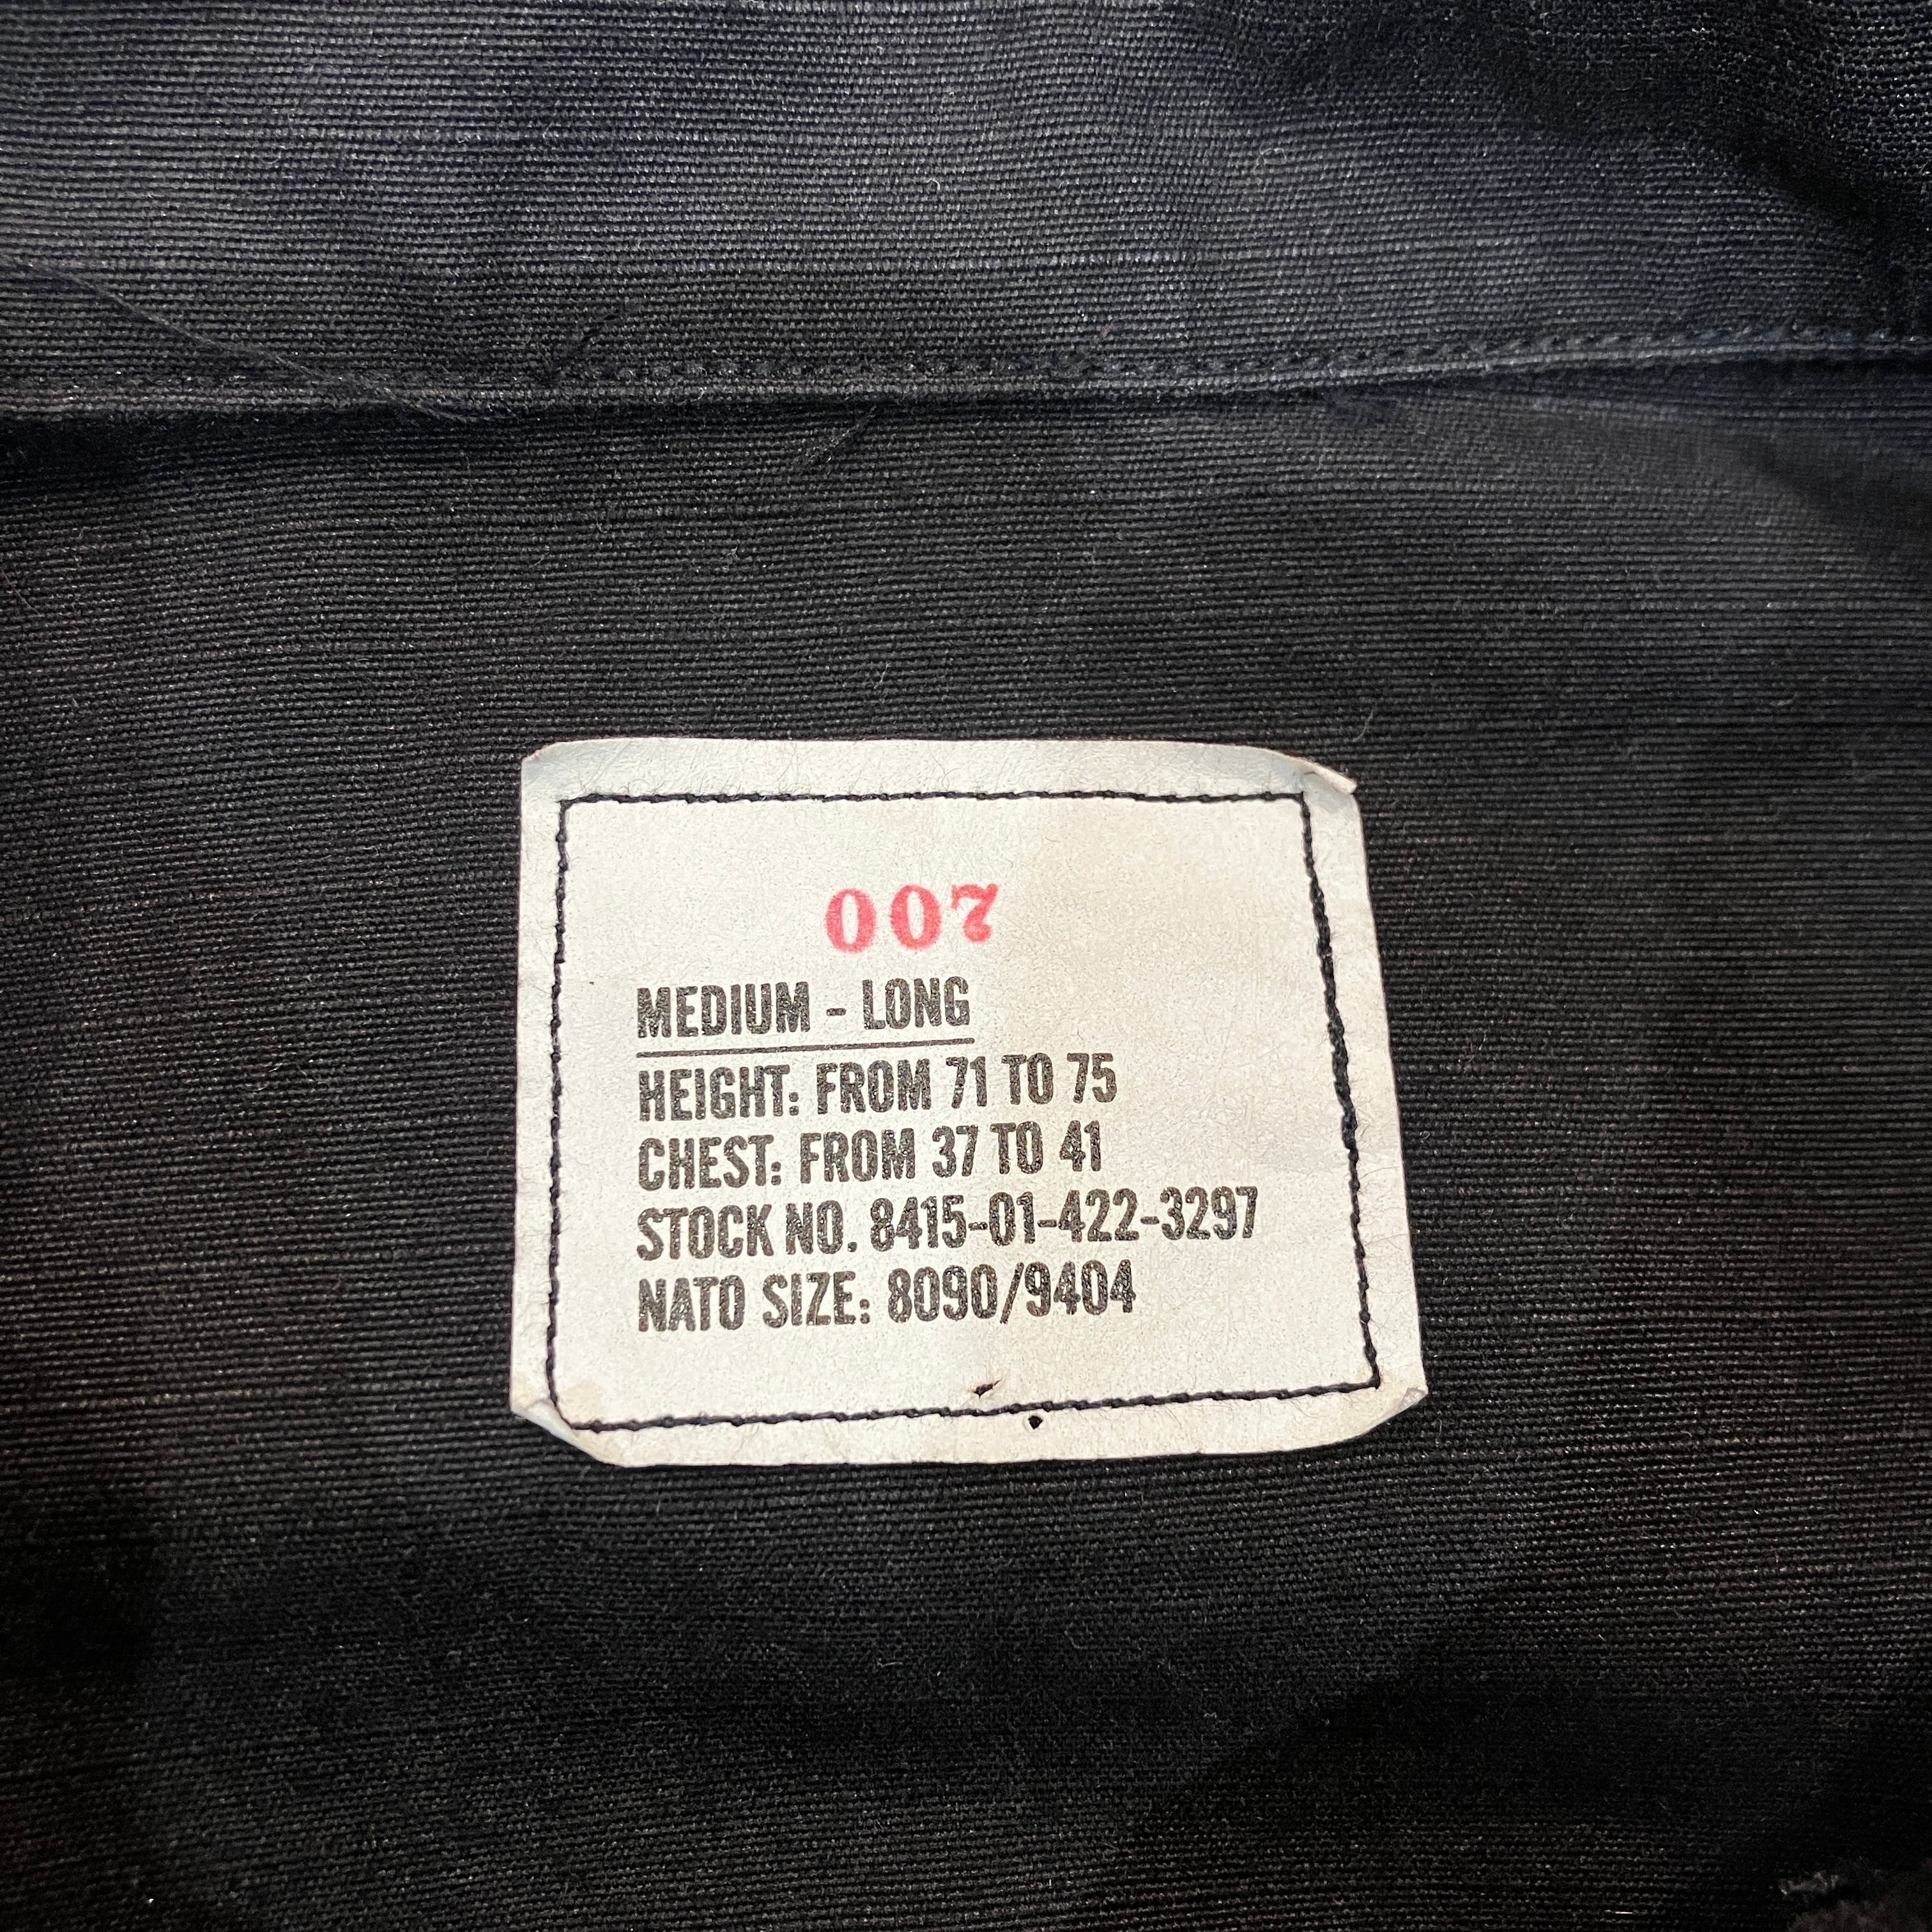 007
MEDIUM - LONG
HEIGHT: FROM 71 TO 75
CHEST: FROM 37 TO 41
STOCK NO. 8415-01-422-3297
NATO SIZE: 8090/9404